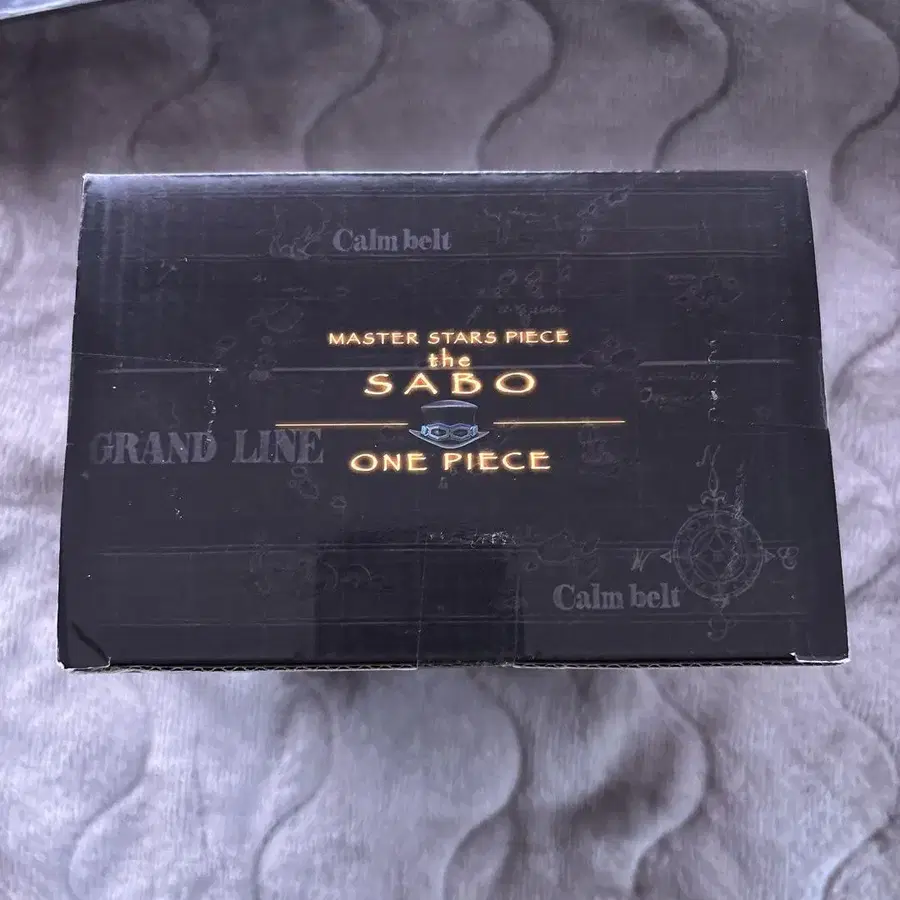 Calm belt
MASTER STARS PIECE
the
SABO
GRAND LINE
ONE PIECE
Calm belt
N